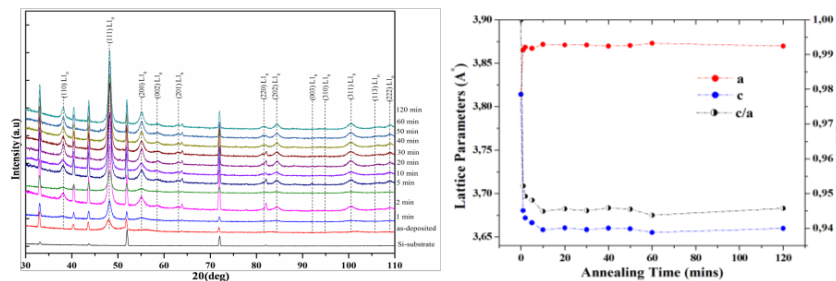 Intensity (a.u)
(110) L1₀
(111) L1₀
(200) L1₀
(002) L1₀
(201) L1₀
(220) L1₀
(202) L1₀
(003) L1₀
(310) L1₀
(311) L1₀
(113) L1₀
(222) L1₀
120 min
60 min
50 min
40 min
30 min
20 min
10 min
5 min
2 min
1 min
as-deposited
Si-substrate
30 40 50 60 70 80 90 100 110
2θ(deg)
Lattice Parameters (A°)
3,90
3,85
3,80
3,75
3,70
3,65
a
c
c/a
1,00
0,99
0,98
0,96
0,95
0,94
0 20 40 60 80 100 120
Annealing Time (mins)